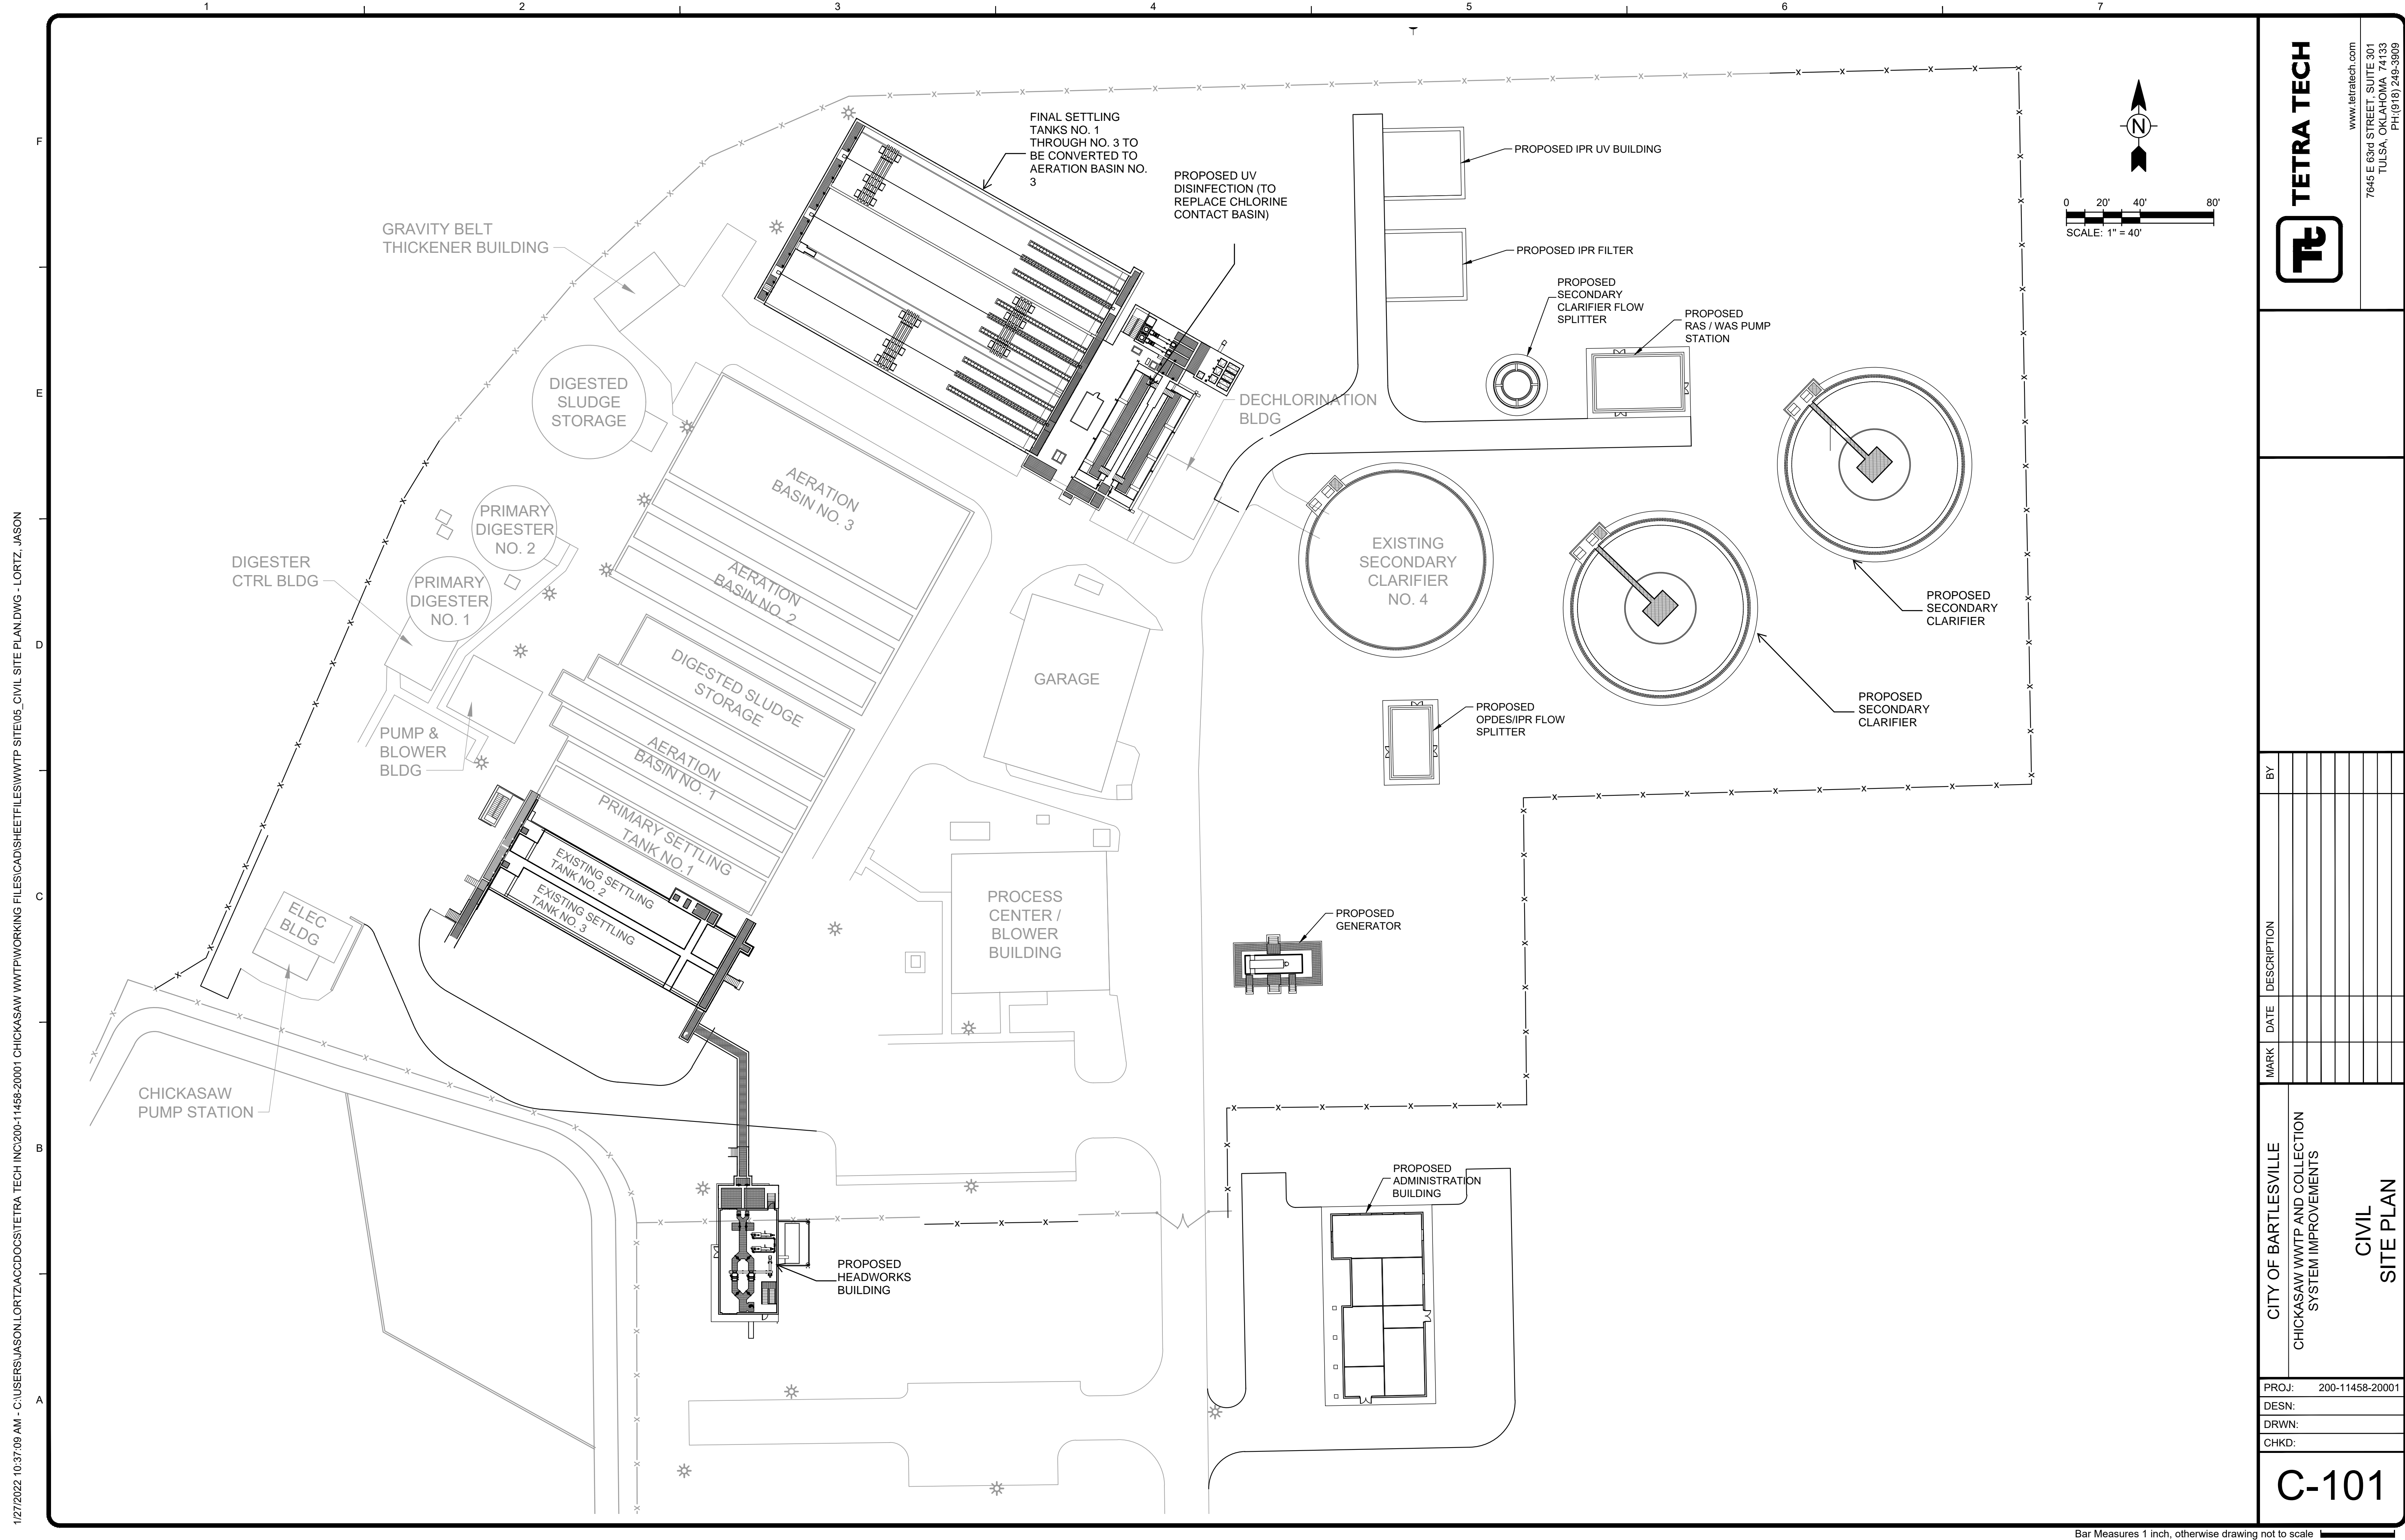 1
2
3
4
5
6
7
F
E
D
C
B
A
FINAL SETTLING
TANKS NO. 1
THROUGH NO. 3 TO
BE CONVERTED TO
AERATION BASIN NO.
3
PROPOSED UV
DISINFECTION (TO
REPLACE CHLORINE
CONTACT BASIN)
PROPOSED IPR UV BUILDING
PROPOSED IPR FILTER
PROPOSED
SECONDARY
CLARIFIER FLOW
SPLITTER
PROPOSED
RAS / WAS PUMP
STATION
N
0 20' 40' 80'
SCALE: 1" = 40'
GRAVITY BELT
THICKENER BUILDING
DIGESTED
SLUDGE
STORAGE
DECHLORINATION
BLDG
AERATION
BASIN NO. 3
PRIMARY
DIGESTER
NO. 2
DIGESTER
CTRL BLDG
PRIMARY
DIGESTER
NO. 1
AERATION
BASIN NO. 2
EXISTING
SECONDARY
CLARIFIER
NO. 4
PROPOSED
SECONDARY
CLARIFIER
PROPOSED
SECONDARY
CLARIFIER
DIGESTED SLUDGE
STORAGE
GARAGE
PROPOSED
OPDES/IPR FLOW
SPLITTER
PUMP &
BLOWER
BLDG
AERATION
BASIN NO. 1
PRIMARY SETTLING
TANK NO.1
EXISTING SETTLING
TANK NO. 2
EXISTING SETTLING
TANK NO. 3
ELEC
BLDG
PROCESS
CENTER /
BLOWER
BUILDING
PROPOSED
GENERATOR
CHICKASAW
PUMP STATION
PROPOSED
ADMINISTRATION
BUILDING
PROPOSED
HEADWORKS
BUILDING
Tt
TETRA TECH
www.tetratech.com
7645 E 63rd STREET, SUITE 301
TULSA, OKLAHOMA 74133
PH:(918) 249-3909
MARK DATE DESCRIPTION BY
CITY OF BARTLESVILLE
CHICKASAW WWTP AND COLLECTION
SYSTEM IMPROVEMENTS
CIVIL
SITE PLAN
PROJ: 200-11458-20001
DESN:
DRWN:
CHKD:
C-101
Bar Measures 1 inch, otherwise drawing not to scale
1/27/2022 10:37:09 AM - C:\USERS\JASON.LORTZ\ACCDOCS\TETRA TECH INC\200-11458-20001 CHICKASAW WWTP\WORKING FILES\CAD\SHEETFILES\WWTP SITE\05_CIVIL SITE PLAN.DWG - LORTZ, JASON